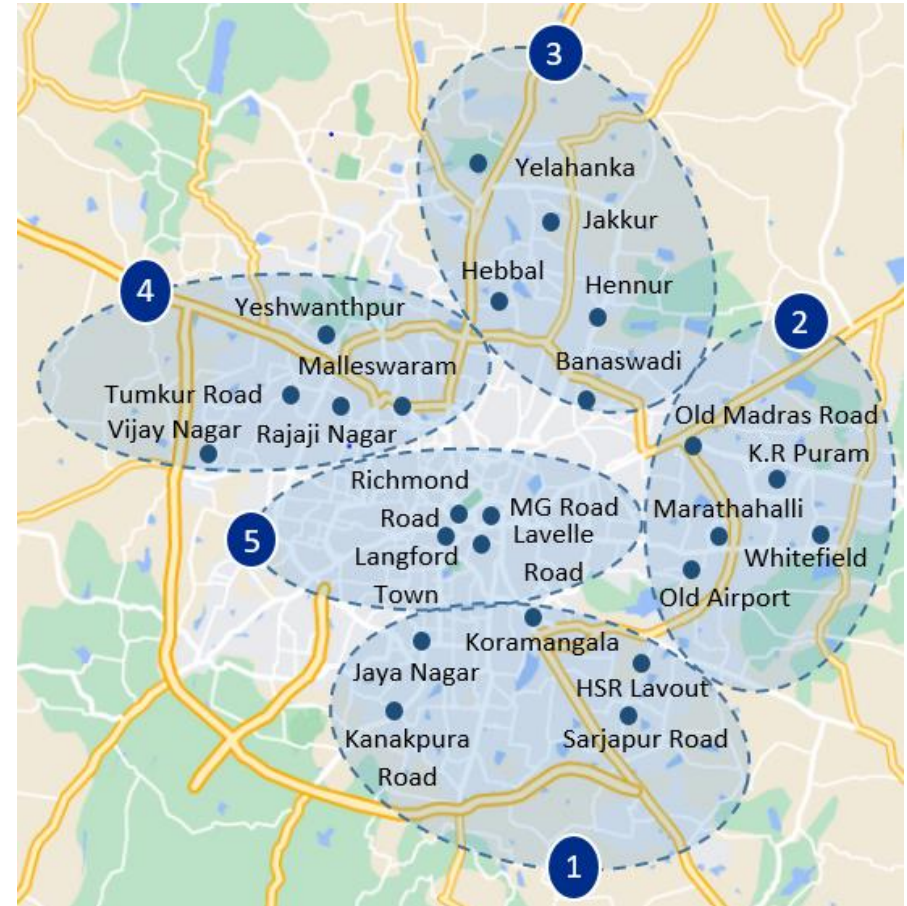 3
Yelahanka
Jakkur
Hebbal
Hennur
4
Yeshwanthpur
2
Malleswaram
Banaswadi
Tumkur Road
Vijay Nagar
Rajaji Nagar
Old Madras Road
K.R Puram
Richmond
Road
MG Road
Lavelle
Road
Langford
Town
5
Marathahalli
Whitefield
Old Airport
Koramangala
Jaya Nagar
HSR Lavout
Kanakpura
Road
Sarjapur Road
1